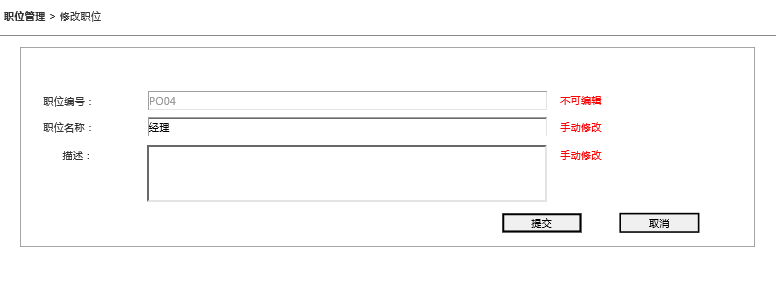 职位管理 > 修改职位
职位编号： PO04 不可编辑
职位名称： 经理 手动修改
描述： 手动修改
提交 取消